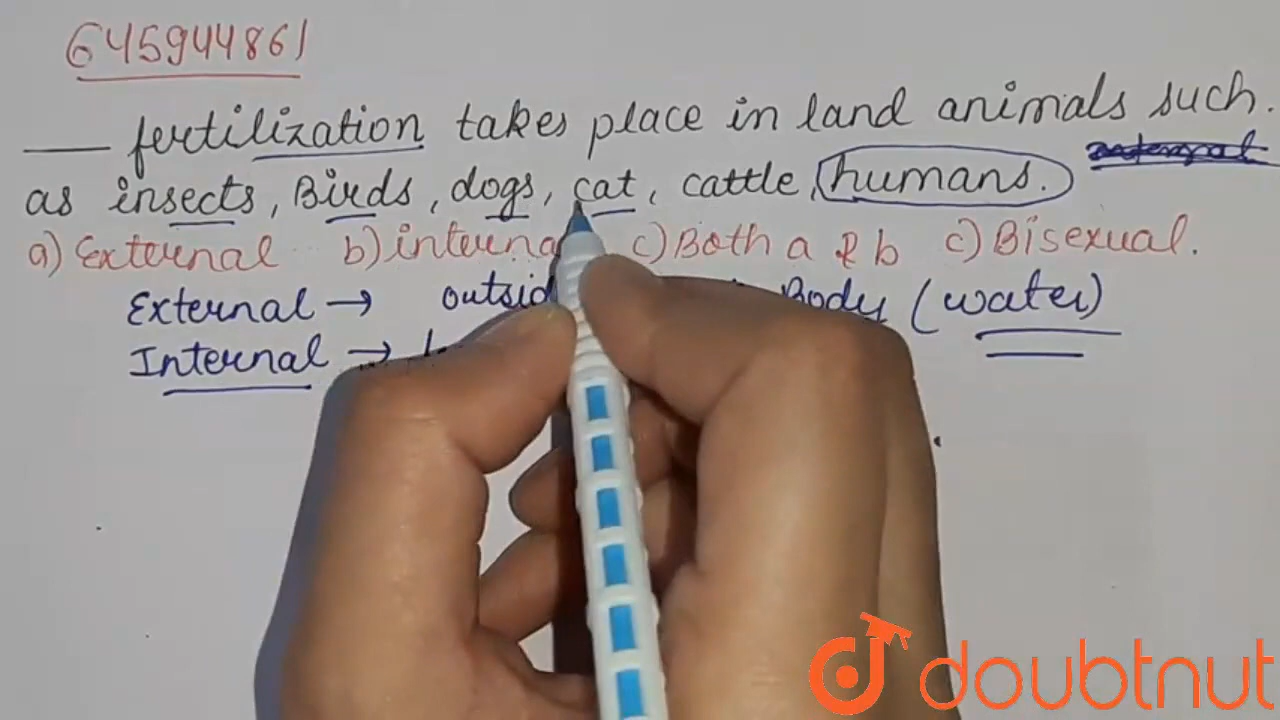 645944861
___ fertilization takes place in land animals such
as insects, Birds, dogs, cat, cattle, humans.
a) External b) interna c) Both a & b c) Bisexual.
External → outsid Body (water)
Internal →
doubtnut